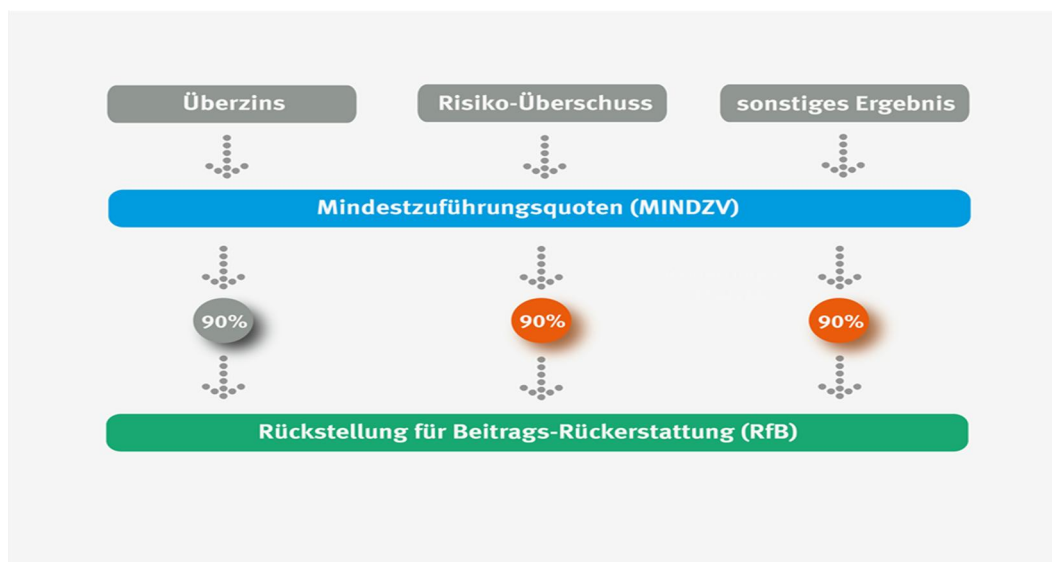 Überzins
Risiko-Überschuss
sonstiges Ergebnis
Mindestzuführungsquoten (MINDZV)
90%
90%
90%
Rückstellung für Beitrags-Rückerstattung (RfB)